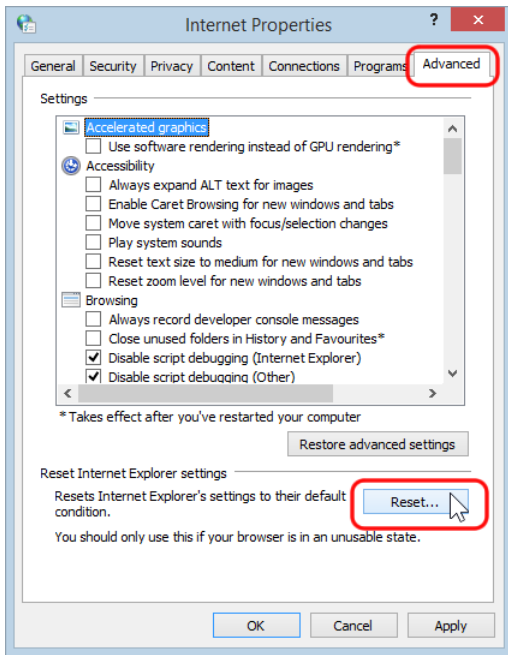 Internet Properties
?
General Security Privacy Content Connections Programs Advanced
Settings
Accelerated graphics
Use software rendering instead of GPU rendering*
Accessibility
Always expand ALT text for images
Enable Caret Browsing for new windows and tabs
Move system caret with focus/selection changes
Play system sounds
Reset text size to medium for new windows and tabs
Reset zoom level for new windows and tabs
Browsing
Always record developer console messages
Close unused folders in History and Favourites*
Disable script debugging (Internet Explorer)
Disable script debugging (Other)
*Takes effect after you've restarted your computer
Restore advanced settings
Reset Internet Explorer settings
Resets Internet Explorer's settings to their default
condition.
Reset...
You should only use this if your browser is in an unusable state.
OK Cancel Apply